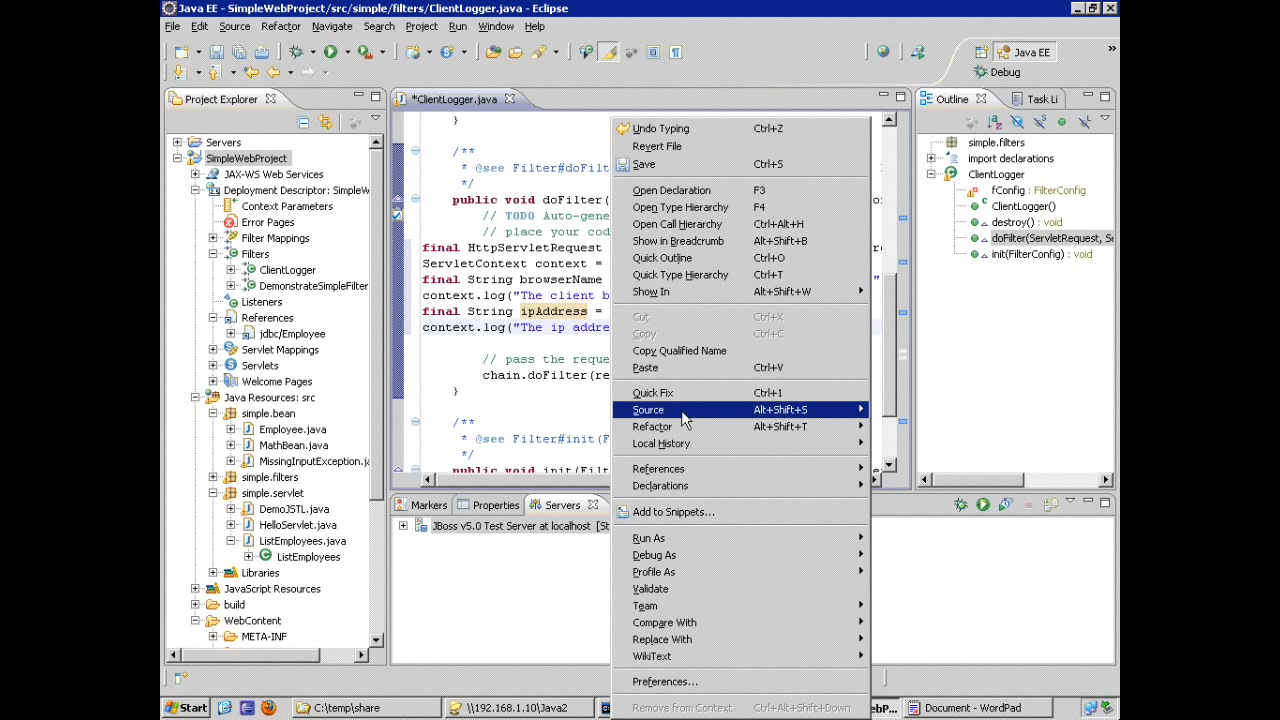 Java EE - SimpleWebProject/src/simple/filters/ClientLogger.java - Eclipse
File Edit Source Refactor Navigate Search Project Run Window Help
Java EE
Debug
Project Explorer
Servers
SimpleWebProject
JAX-WS Web Services
Deployment Descriptor: SimpleW
Context Parameters
Error Pages
Filter Mappings
Filters
ClientLogger
DemonstrateSimpleFilter
Listeners
References
jdbc/Employee
Servlet Mappings
Servlets
Welcome Pages
Java Resources: src
simple.bean
Employee.java
MathBean.java
MissingInputException.j
simple.filters
simple.servlet
DemoJSTL.java
HelloServlet.java
ListEmployees.java
ListEmployees
Libraries
JavaScript Resources
build
WebContent
META-INF
*ClientLogger.java
}
/**
* @see Filter#doFilt
*/
public void doFilter(
// TODO Auto-gene
// place your cod
final HttpServletRequest
ServletContext context =
final String browserName
context.log("The client b
final String ipAddress =
context.log("The ip addre
// pass the reque
chain.doFilter(re
}
/**
* @see Filter#init(F
*/
public void init(Filt
Undo Typing Ctrl+Z
Revert File
Save Ctrl+S
Open Declaration F3
Open Type Hierarchy F4
Open Call Hierarchy Ctrl+Alt+H
Show in Breadcrumb Alt+Shift+B
Quick Outline Ctrl+O
Quick Type Hierarchy Ctrl+T
Show In Alt+Shift+W
Cut Ctrl+X
Copy Ctrl+C
Copy Qualified Name
Paste Ctrl+V
Quick Fix Ctrl+1
Source Alt+Shift+S
Refactor Alt+Shift+T
Local History
References
Declarations
Add to Snippets...
Run As
Debug As
Profile As
Validate
Team
Compare With
Replace With
WikiText
Preferences...
Remove from Context Ctrl+Alt+Shift+Down
Outline Task Li
simple.filters
import declarations
ClientLogger
fConfig : FilterConfig
ClientLogger()
destroy() : void
doFilter(ServletRequest, Se
init(FilterConfig) : void
Markers Properties Servers
JBoss v5.0 Test Server at localhost [St
Start C:\temp\share \\192.168.1.10\Java2 Document - WordPad